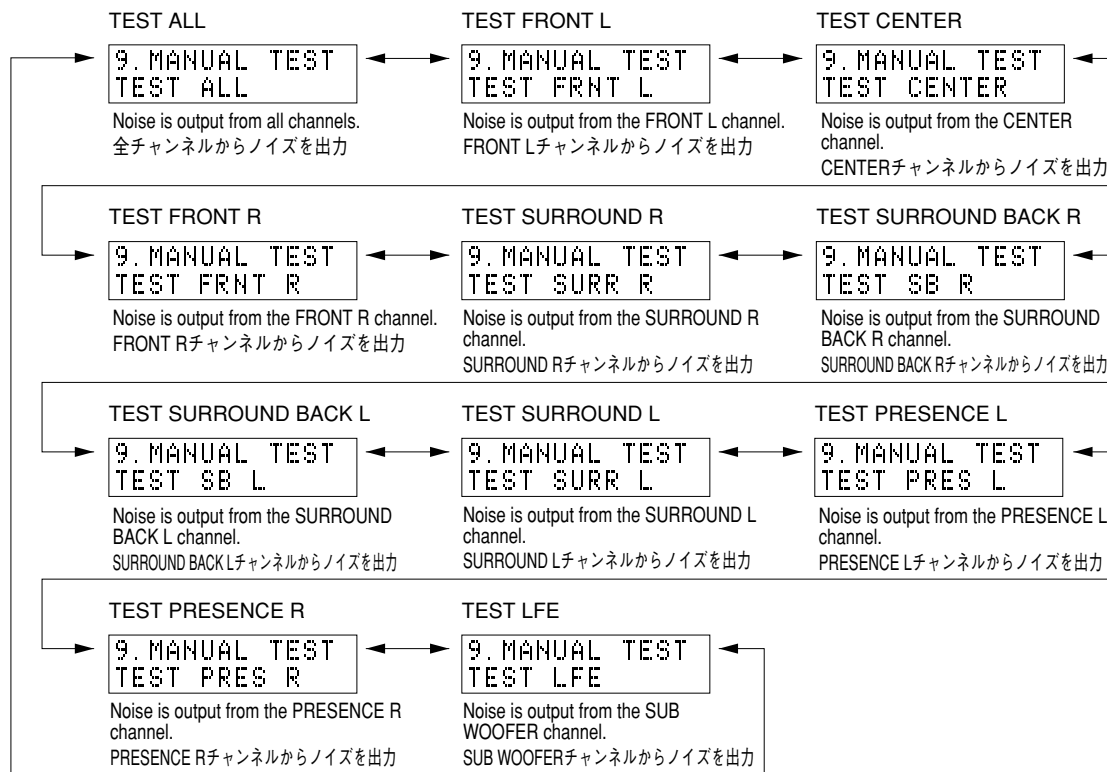 TEST ALL
9.MANUAL TEST
TEST ALL
Noise is output from all channels.
全チャンネルからノイズを出力
TEST FRONT L
9.MANUAL TEST
TEST FRNT L
Noise is output from the FRONT L channel.
FRONT Lチャンネルからノイズを出力
TEST CENTER
9.MANUAL TEST
TEST CENTER
Noise is output from the CENTER
channel.
CENTERチャンネルからノイズを出力
TEST FRONT R
9.MANUAL TEST
TEST FRNT R
Noise is output from the FRONT R channel.
FRONT Rチャンネルからノイズを出力
TEST SURROUND R
9.MANUAL TEST
TEST SURR R
Noise is output from the SURROUND R
channel.
SURROUND Rチャンネルからノイズを出力
TEST SURROUND BACK R
9.MANUAL TEST
TEST SB R
Noise is output from the SURROUND
BACK R channel.
SURROUND BACK Rチャンネルからノイズを出力
TEST SURROUND BACK L
9.MANUAL TEST
TEST SB L
Noise is output from the SURROUND
BACK L channel.
SURROUND BACK Lチャンネルからノイズを出力
TEST SURROUND L
9.MANUAL TEST
TEST SURR L
Noise is output from the SURROUND L
channel.
SURROUND Lチャンネルからノイズを出力
TEST PRESENCE L
9.MANUAL TEST
TEST PRES L
Noise is output from the PRESENCE L
channel.
PRESENCE Lチャンネルからノイズを出力
TEST PRESENCE R
9.MANUAL TEST
TEST PRES R
Noise is output from the PRESENCE R
channel.
PRESENCE Rチャンネルからノイズを出力
TEST LFE
9.MANUAL TEST
TEST LFE
Noise is output from the SUB
WOOFER channel.
SUB WOOFERチャンネルからノイズを出力